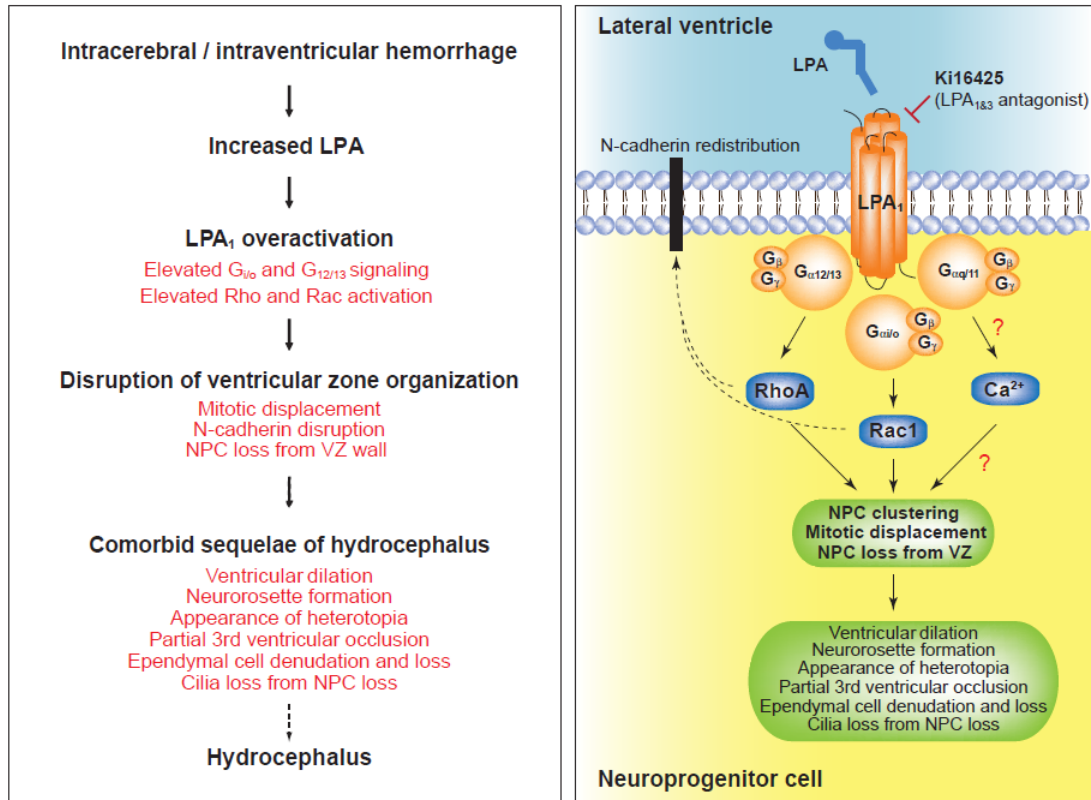 Intracerebral / intraventricular hemorrhage
Increased LPA
LPA₁ overactivation
Elevated Gi/o and G12/13 signaling
Elevated Rho and Rac activation
Disruption of ventricular zone organization
Mitotic displacement
N-cadherin disruption
NPC loss from VZ wall
Comorbid sequelae of hydrocephalus
Ventricular dilation
Neurorosette formation
Appearance of heterotopia
Partial 3rd ventricular occlusion
Ependymal cell denudation and loss
Cilia loss from NPC loss
Hydrocephalus
Lateral ventricle
LPA
Ki16425
(LPA1&3 antagonist)
N-cadherin redistribution
LPA₁
Gβ
Gγ
Gα12/13
Gαq/11
Gβ
Gγ
Gαi/o
Gβ
Gγ
?
RhoA
Ca²⁺
Rac1
?
NPC clustering
Mitotic displacement
NPC loss from VZ
Ventricular dilation
Neurorosette formation
Appearance of heterotopia
Partial 3rd ventricular occlusion
Ependymal cell denudation and loss
Cilia loss from NPC loss
Neuroprogenitor cell